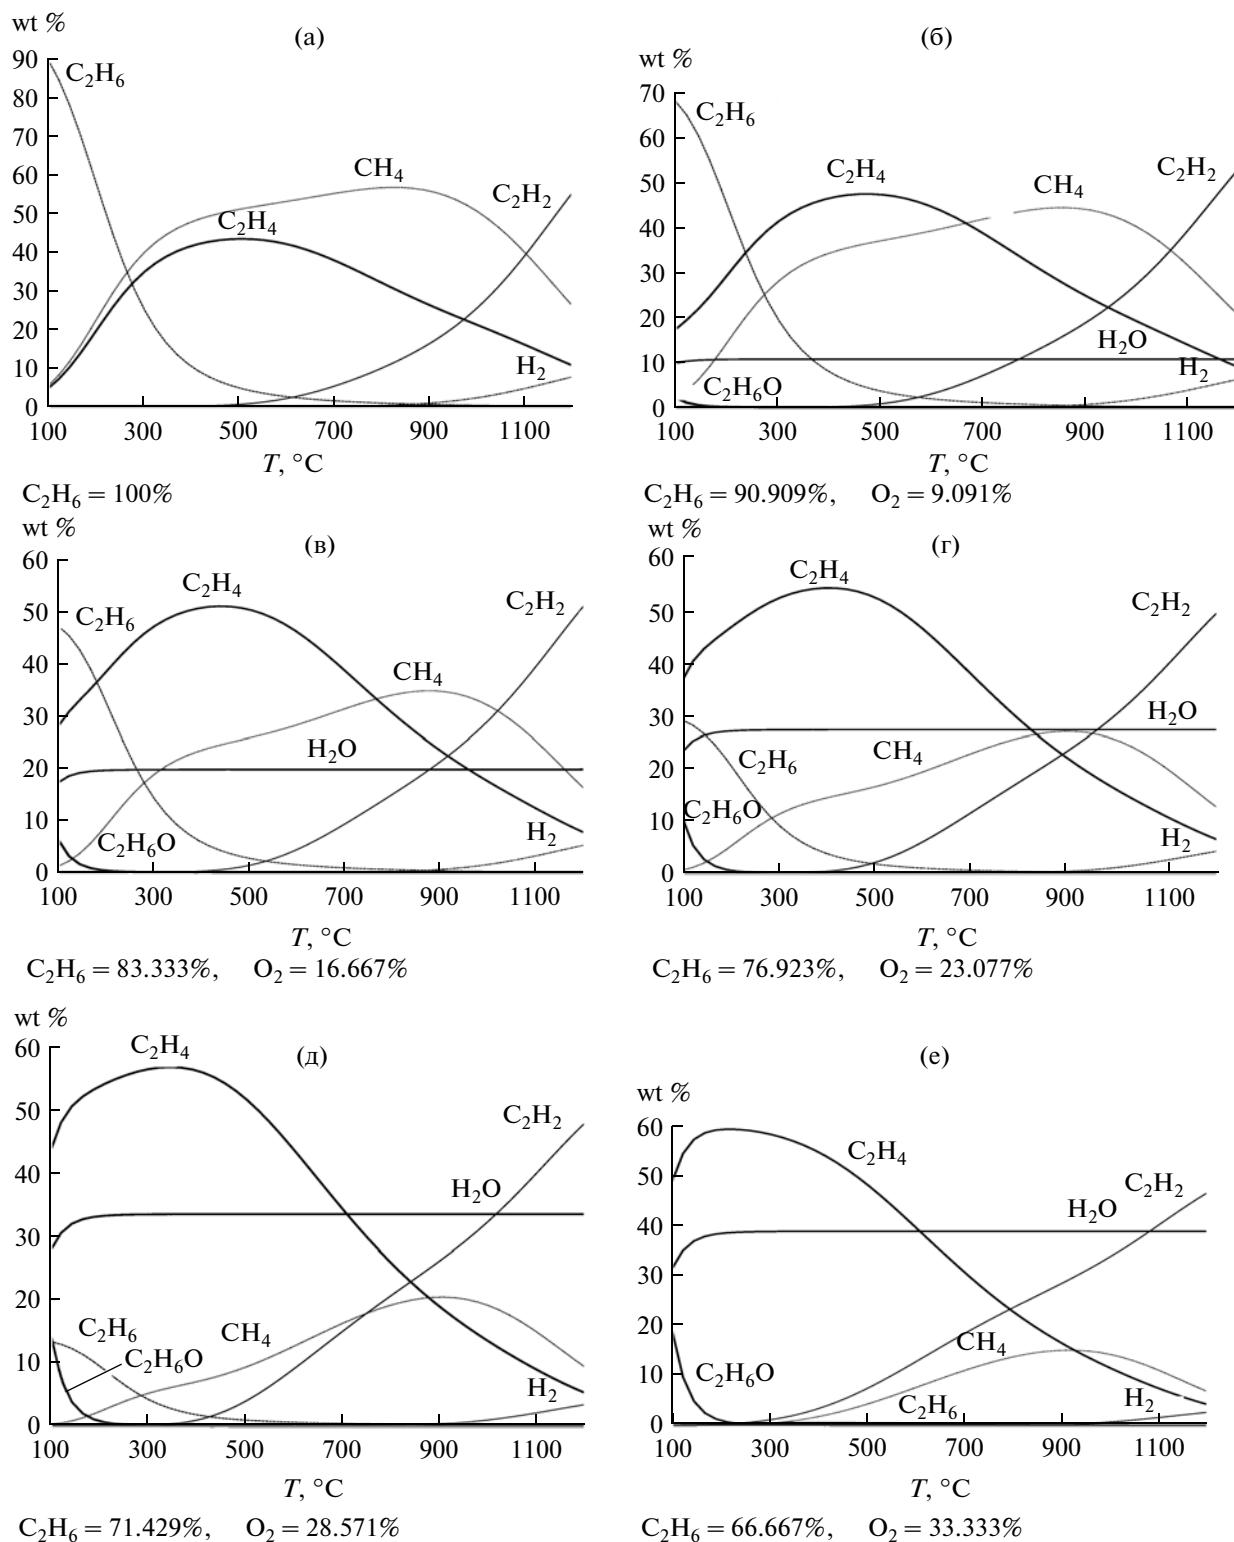 wt %
(а)
90
80
70
60
50
40
30
20
10
0
C₂H₆
CH₄
C₂H₄
C₂H₂
H₂
100 300 500 700 900 1100
T, °C
C₂H₆ = 100%
wt %
(б)
70
60
50
40
30
20
10
0
C₂H₆
C₂H₄
CH₄
C₂H₂
H₂O
H₂
C₂H₆O
100 300 500 700 900 1100
T, °C
C₂H₆ = 90.909%, O₂ = 9.091%
wt %
(в)
60
50
40
30
20
10
0
C₂H₄
C₂H₂
C₂H₆
CH₄
H₂O
C₂H₆O
H₂
100 300 500 700 900 1100
T, °C
C₂H₆ = 83.333%, O₂ = 16.667%
wt %
(г)
60
50
40
30
20
10
0
C₂H₄
C₂H₂
H₂O
C₂H₆
CH₄
C₂H₆O
H₂
100 300 500 700 900 1100
T, °C
C₂H₆ = 76.923%, O₂ = 23.077%
wt %
(д)
60
50
40
30
20
10
0
C₂H₄
C₂H₂
H₂O
C₂H₆
CH₄
C₂H₆O
H₂
100 300 500 700 900 1100
T, °C
C₂H₆ = 71.429%, O₂ = 28.571%
wt %
(е)
60
50
40
30
20
10
0
C₂H₄
C₂H₂
H₂O
CH₄
C₂H₆O
C₂H₆
H₂
100 300 500 700 900 1100
T, °C
C₂H₆ = 66.667%, O₂ = 33.333%